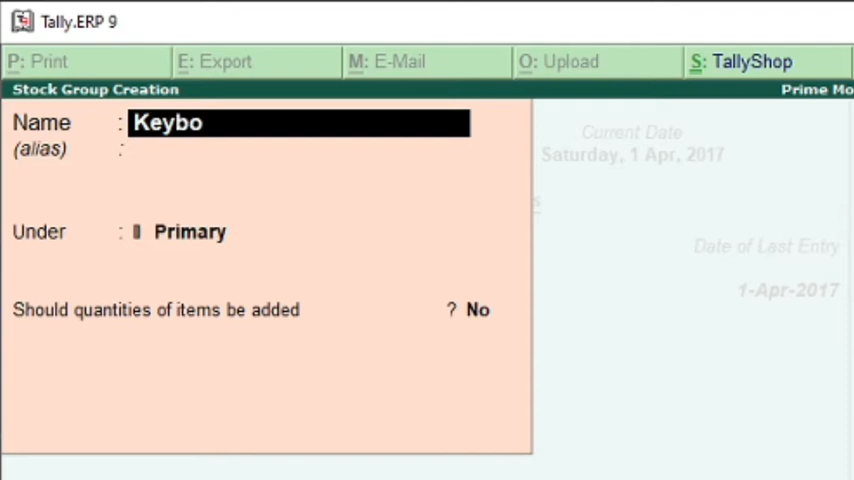 Tally.ERP 9
P: Print E: Export M: E-Mail O: Upload S: TallyShop
Stock Group Creation Prime Mo
Name : Keybo
(alias) :
Current Date
Saturday, 1 Apr, 2017
s
Under : Primary
Date of Last Entry
1-Apr-2017
Should quantities of items be added ? No